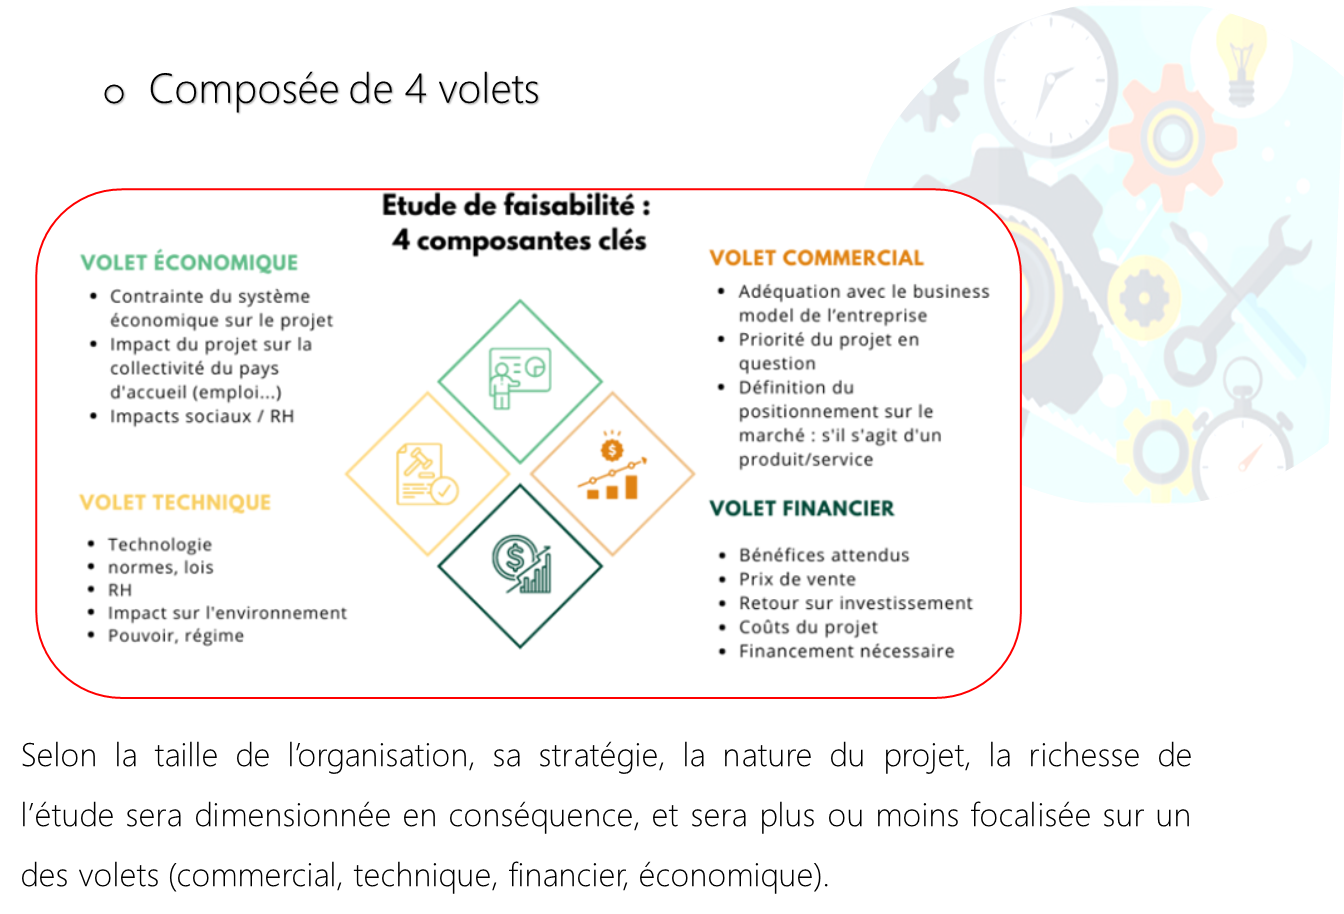 o Composée de 4 volets
Etude de faisabilité :
4 composantes clés
VOLET ÉCONOMIQUE
• Contrainte du système
économique sur le projet
• Impact du projet sur la
collectivité du pays
d'accueil (emploi...)
• Impacts sociaux / RH
VOLET COMMERCIAL
• Adéquation avec le business
model de l'entreprise
• Priorité du projet en
question
• Définition du
positionnement sur le
marché : s'il s'agit d'un
produit/service
VOLET TECHNIQUE
• Technologie
• normes, lois
• RH
• Impact sur l'environnement
• Pouvoir, régime
VOLET FINANCIER
• Bénéfices attendus
• Prix de vente
• Retour sur investissement
• Coûts du projet
• Financement nécessaire
Selon la taille de l’organisation, sa stratégie, la nature du projet, la richesse de
l’étude sera dimensionnée en conséquence, et sera plus ou moins focalisée sur un
des volets (commercial, technique, financier, économique).